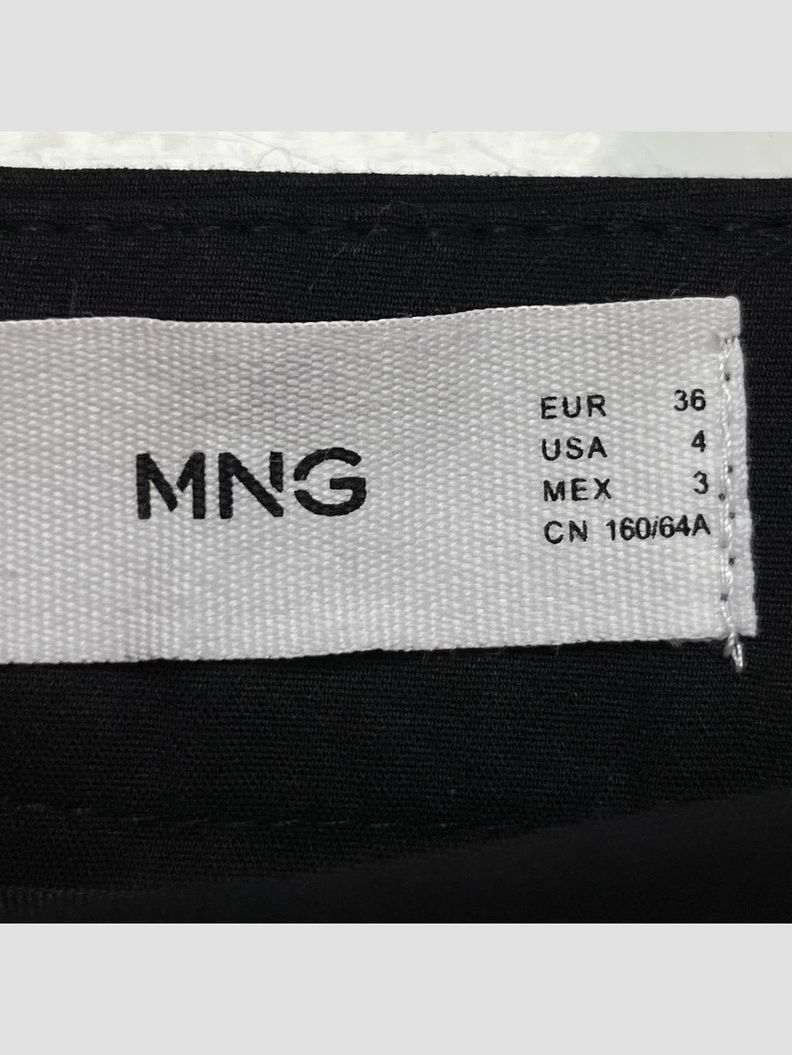 MNG
EUR 36
USA 4
MEX 3
CN 160/64A